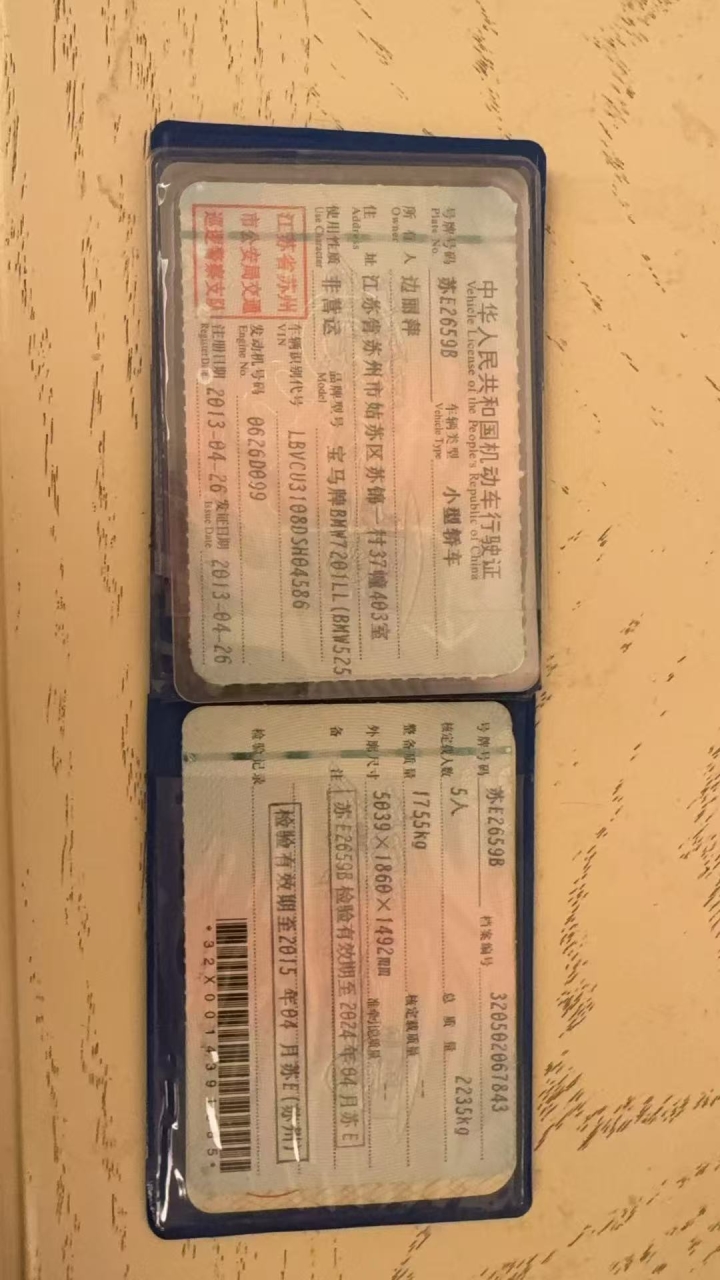 中华人民共和国机动车行驶证
Vehicle License of the People's Republic of China
号牌号码 苏E2659B 车辆类型 小型轿车
Plate No. Vehicle Type
所有人 边丽萍
Owner
住址 江苏省苏州市姑苏区苏锦一村37幢403室
Address
使用性质 非营运 品牌型号 宝马牌BMW7201LL(BMW525
Use Character Model
江苏省苏州
市公安局交通
巡逻警察支队
车辆识别代号 LBVCU3108DSH04586
VIN
发动机号码 0626D099
Engine No.
注册日期 2013-04-26 发证日期 2013-04-26
Register Date Issue Date
号牌号码 苏E2659B 档案编号 320502067843
核定载人数 5人 总质量 2235kg
整备质量 1755kg 核定载质量 --
外廓尺寸 5039×1860×1492mm 准牵引总质量 --
备注 苏E2659B 检验有效期至2024年04月苏E
检验有效期至2015年04月苏E(苏州)
检验记录